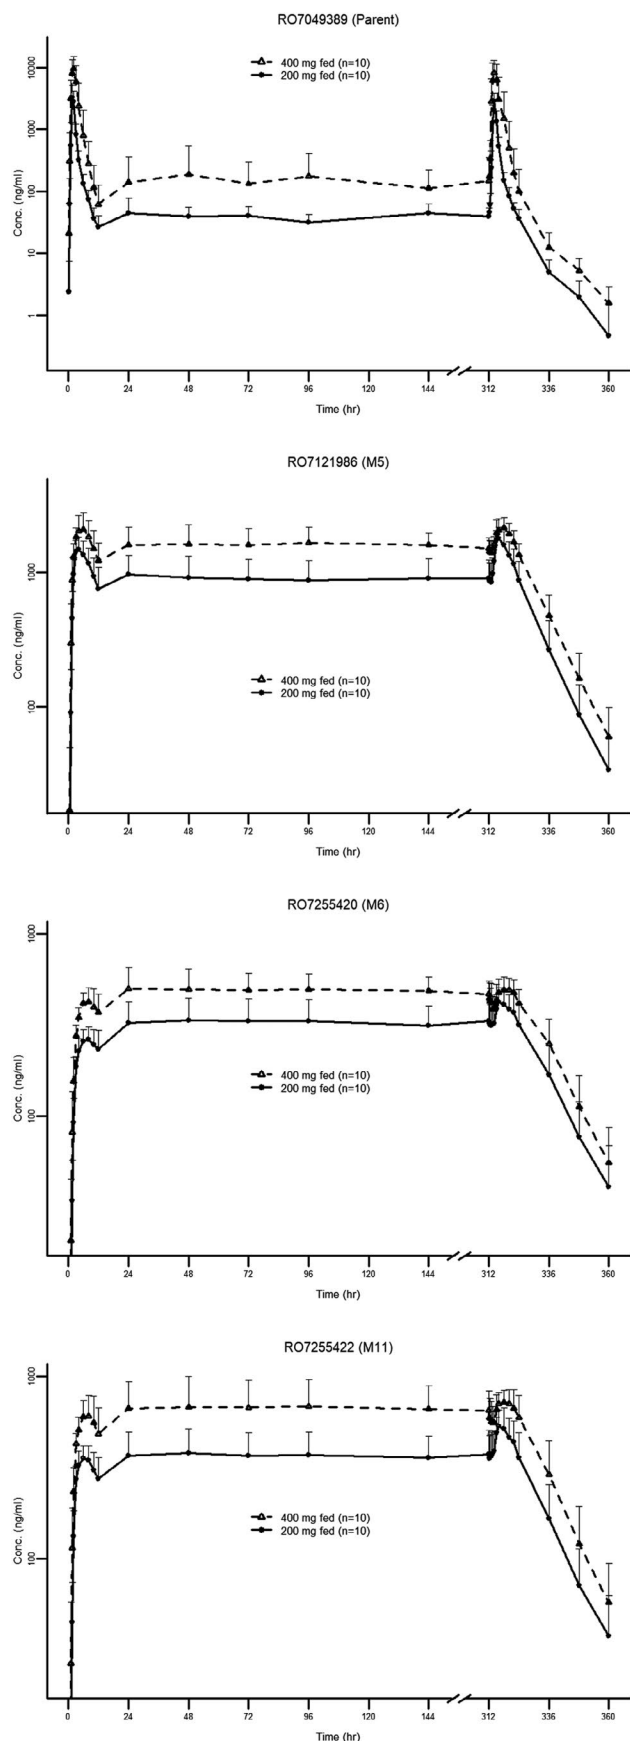 RO7049389 (Parent)
400 mg fed (n=10)
200 mg fed (n=10)
Conc. (ng/ml)
10000
1000
100
10
1
0 24 48 72 96 120 144 312 336 360
Time (hr)
RO7121986 (M5)
Conc. (ng/ml)
1000
100
400 mg fed (n=10)
200 mg fed (n=10)
0 24 48 72 96 120 144 312 336 360
Time (hr)
RO7255420 (M6)
Conc. (ng/ml)
1000
100
400 mg fed (n=10)
200 mg fed (n=10)
0 24 48 72 96 120 144 312 336 360
Time (hr)
RO7255422 (M11)
Conc. (ng/ml)
1000
100
400 mg fed (n=10)
200 mg fed (n=10)
0 24 48 72 96 120 144 312 336 360
Time (hr)